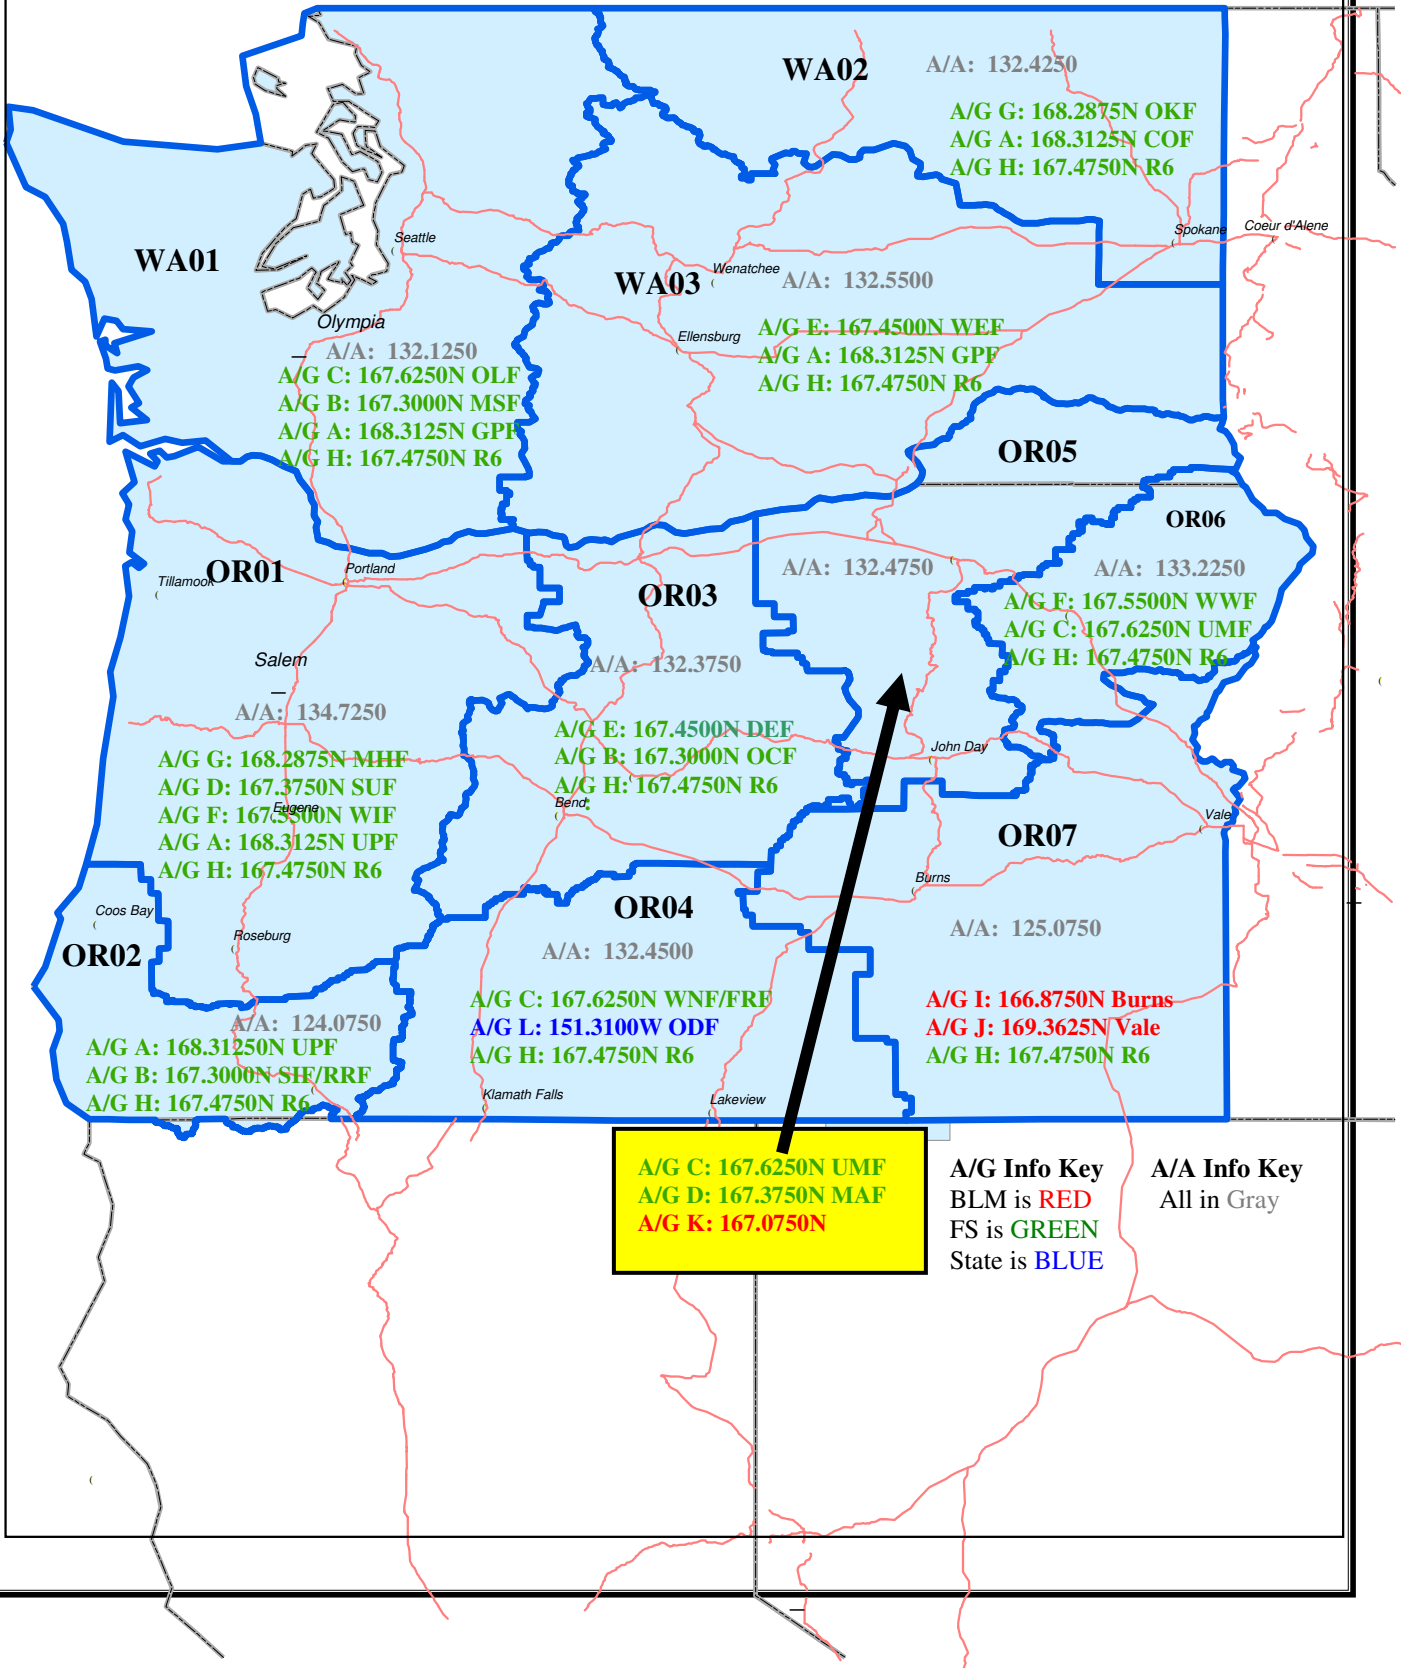 WA02
A/A: 132.4250
A/G G: 168.2875N OKF
A/G A: 168.3125N COF
A/G H: 167.4750N R6
Seattle
Spokane
Coeur d'Alene
WA01
WA03
Wenatchee
A/A: 132.5500
Olympia
Ellensburg
A/G E: 167.4500N WEF
A/G A: 168.3125N GPF
A/G H: 167.4750N R6
A/A: 132.1250
A/G C: 167.6250N OLF
A/G B: 167.3000N MSF
A/G A: 168.3125N GPF
A/G H: 167.4750N R6
OR05
OR06
OR01
Tillamook
Portland
OR03
A/A: 132.4750
A/A: 133.2250
A/G F: 167.5500N WWF
A/G C: 167.6250N UMF
A/G H: 167.4750N R6
Salem
A/A: 132.3750
A/A: 134.7250
A/G E: 167.4500N DEF
A/G B: 167.3000N OCF
A/G H: 167.4750N R6
Bend
John Day
A/G G: 168.2875N MHF
A/G D: 167.3750N SUF
A/G F: 167.5500N WIF
Eugene
A/G A: 168.3125N UPF
A/G H: 167.4750N R6
Vale
OR07
Burns
Coos Bay
OR04
Roseburg
OR02
A/A: 132.4500
A/A: 125.0750
A/G C: 167.6250N WNF/FRF
A/G L: 151.3100W ODF
A/G H: 167.4750N R6
A/G I: 166.8750N Burns
A/G J: 169.3625N Vale
A/G H: 167.4750N R6
A/A: 124.0750
A/G A: 168.31250N UPF
A/G B: 167.3000N SIF/RRF
A/G H: 167.4750N R6
Klamath Falls
Lakeview
A/G C: 167.6250N UMF
A/G D: 167.3750N MAF
A/G K: 167.0750N
A/G Info Key
BLM is RED
FS is GREEN
State is BLUE
A/A Info Key
All in Gray